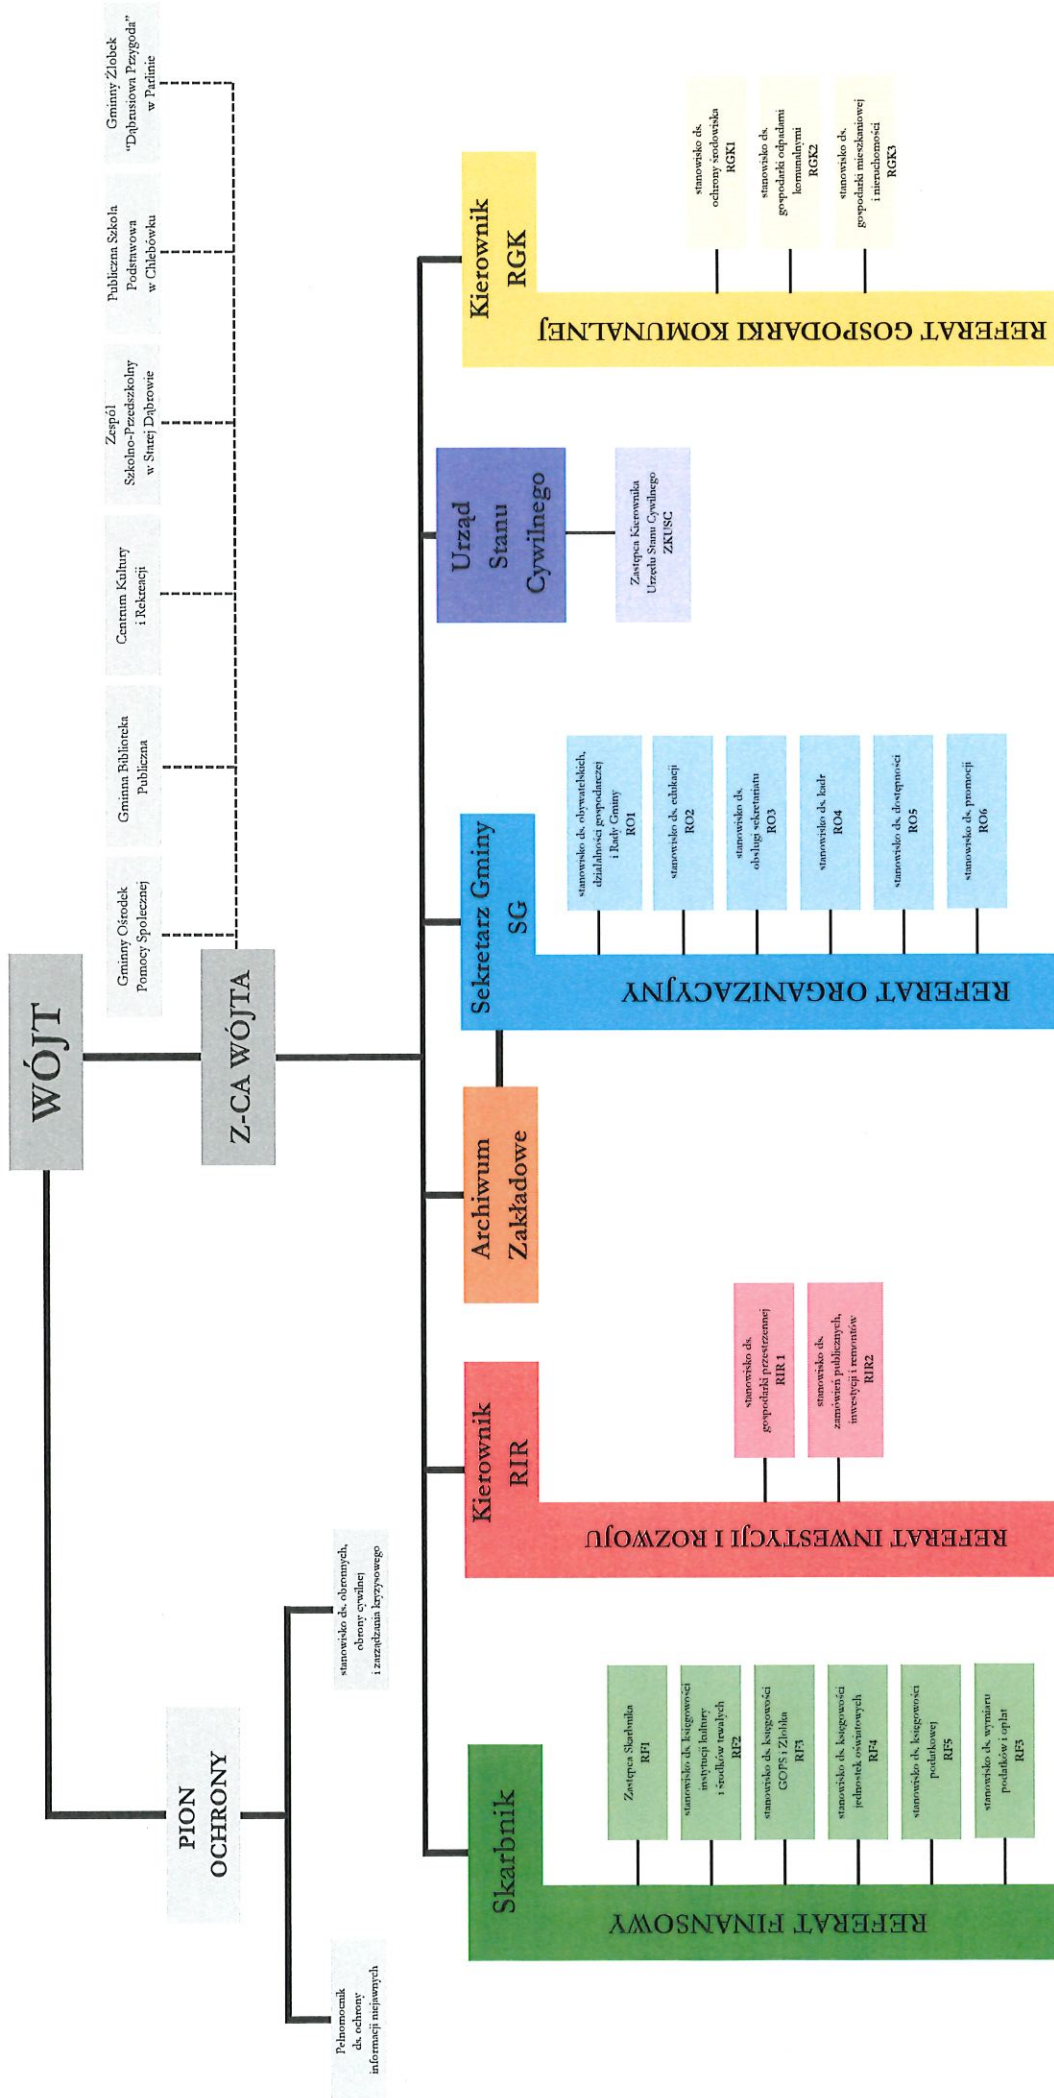 WÓJT
Z-CA WÓJTA
Gminny Ośrodek
Pomocy Społecznej
Gminna Biblioteka
Publiczna
Centrum Kultury
i Rekreacji
Zespół
Szkolno-Przedszkolny
w Starej Dąbrowie
Publiczna Szkoła
Podstawowa
w Chlebówku
Gminny Żłobek
"Dąbrusiowa Przygoda"
w Parlinie
PION
OCHRONY
Pełnomocnik
ds. ochrony
informacji niejawnych
stanowisko ds. obronnych,
obrony cywilnej
i zarządzania kryzysowego
Skarbnik
REFERAT FINANSOWY
Zastępca Skarbnika
RF1
stanowisko ds. księgowości
instytucji kultury
i środków trwałych
RF2
stanowisko ds. księgowości
GOPS i Żłobka
RF3
stanowisko ds. księgowości
jednostek oświatowych
RF4
stanowisko ds. księgowości
podatkowej
RF5
stanowisko ds. wymiaru
podatków i opłat
RF5
Kierownik
RIR
REFERAT INWESTYCJI I ROZWOJU
stanowisko ds.
gospodarki przestrzennej
RIR 1
stanowisko ds.
zamówień publicznych,
inwestycji i remontów
RIR2
Archiwum
Zakładowe
Sekretarz Gminy
SG
REFERAT ORGANIZACYJNY
stanowisko ds. obywatelskich,
działalności gospodarczej
i Rady Gminy
RO1
stanowisko ds. edukacji
RO2
stanowisko ds.
obsługi sekretariatu
RO3
stanowisko ds. kadr
RO4
stanowisko ds. dostępności
RO5
stanowisko ds. promocji
RO6
Urząd
Stanu
Cywilnego
Zastępca Kierownika
Urzędu Stanu Cywilnego
ZKUSC
Kierownik
RGK
REFERAT GOSPODARKI KOMUNALNEJ
stanowisko ds.
ochrony środowiska
RGK1
stanowisko ds.
gospodarki odpadami
komunalnymi
RGK2
stanowisko ds.
gospodarki mieszkaniowej
i nieruchomości
RGK3